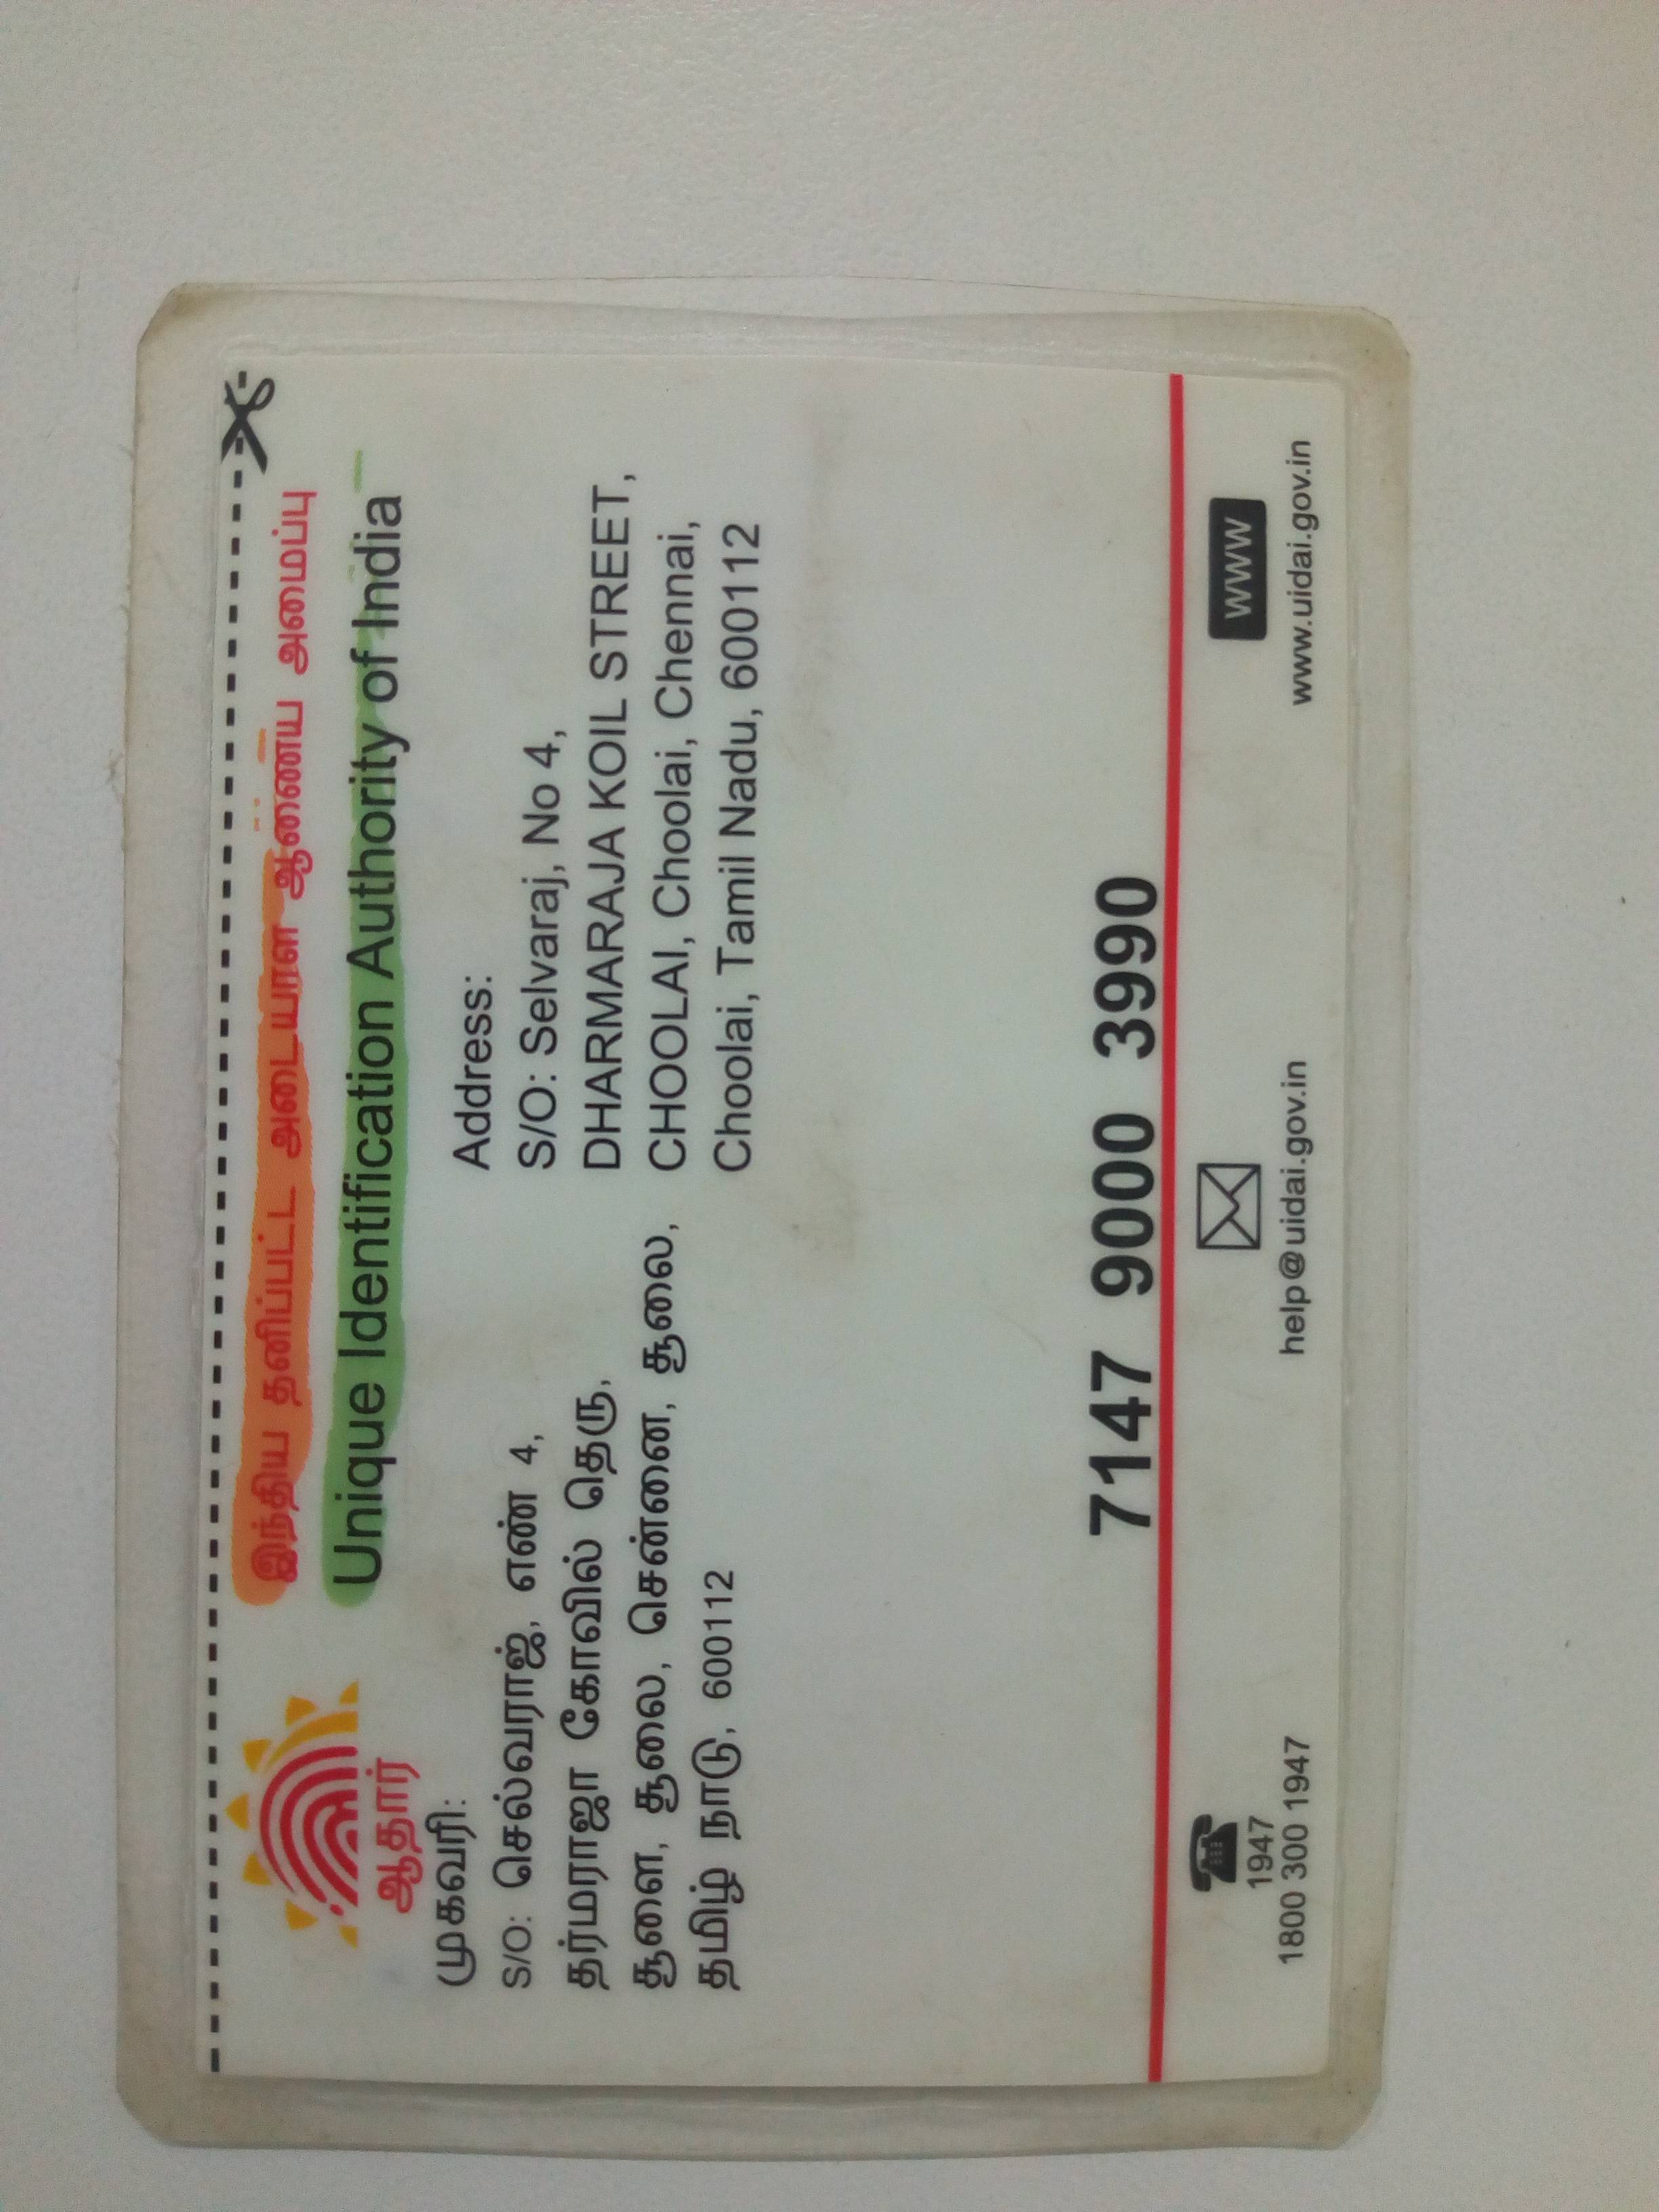 இந்திய தனிப்பட்ட அடையாள ஆணைய அமைப்பு
Unique Identification Authority of India
ஆதார்
முகவரி:
S/O: செல்வராஜ், எண் 4,
தர்மராஜா கோவில் தெரு,
சூளை, சூலை, சென்னை, சூலை,
தமிழ் நாடு, 600112
Address:
S/O: Selvaraj, No 4,
DHARMARAJA KOIL STREET,
CHOOLAI, Choolai, Chennai,
Choolai, Tamil Nadu, 600112
7147 9000 3990
1947
1800 300 1947
help@uidai.gov.in
WWW
www.uidai.gov.in